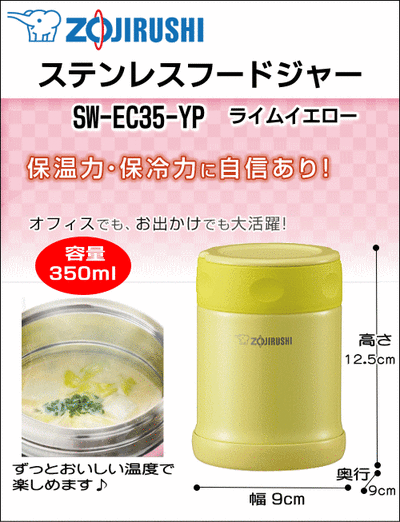 ZOJIRUSHI
ステンレスフードジャー
SW-EC35-YP ライムイエロー
保温力・保冷力に自信あり!
オフィスでも、お出かけでも大活躍!
容量
350ml
ZOJIRUSHI
高さ
12.5cm
奥行
9cm
幅 9cm
ずっとおいしい温度で
楽しめます♪